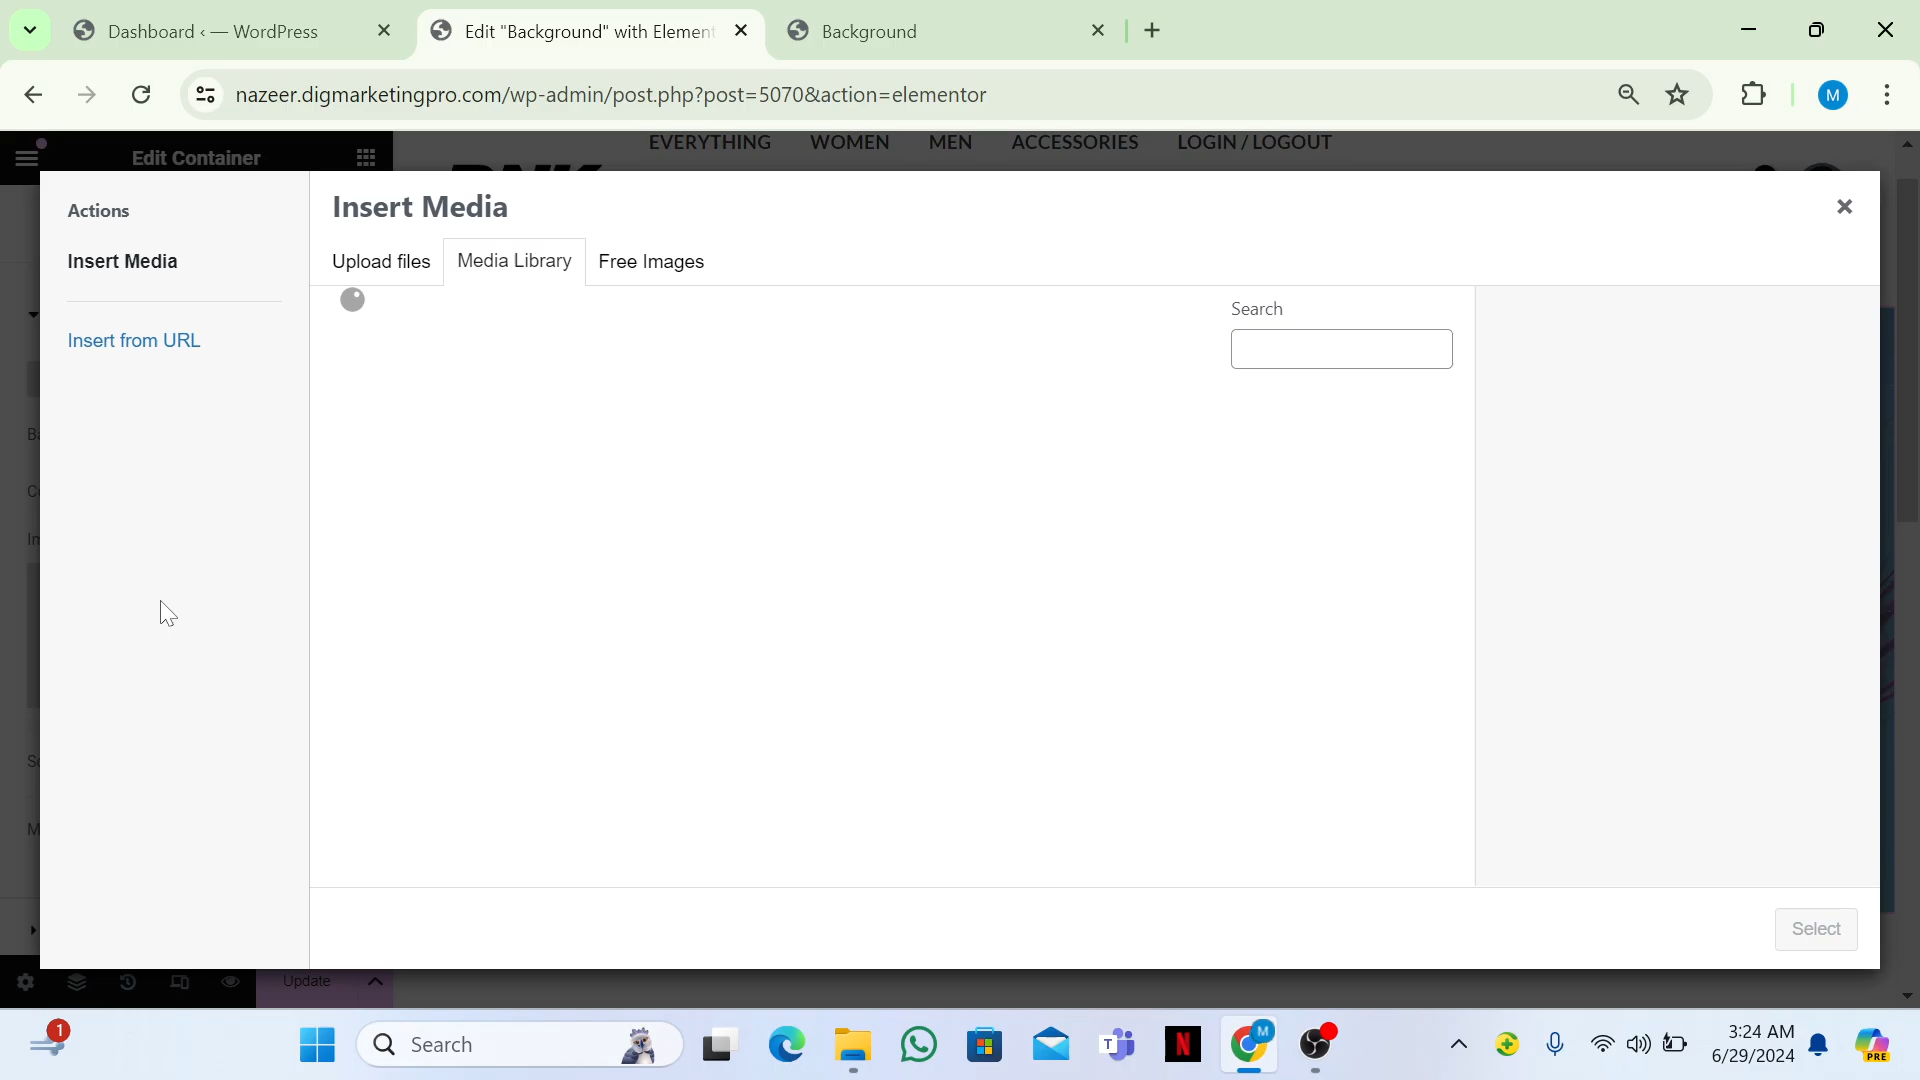 Dashboard ‹ — WordPress
Edit "Background" with Element
Background
nazeer.digmarketingpro.com/wp-admin/post.php?post=5070&action=elementor
M
Edit Container
EVERYTHING WOMEN MEN ACCESSORIES LOGIN / LOGOUT
Actions
Insert Media
Insert Media
Upload files
Media Library
Free Images
Insert from URL
Search
Select
Update
1
Search
T
N
M
3:24 AM
6/29/2024
PRE